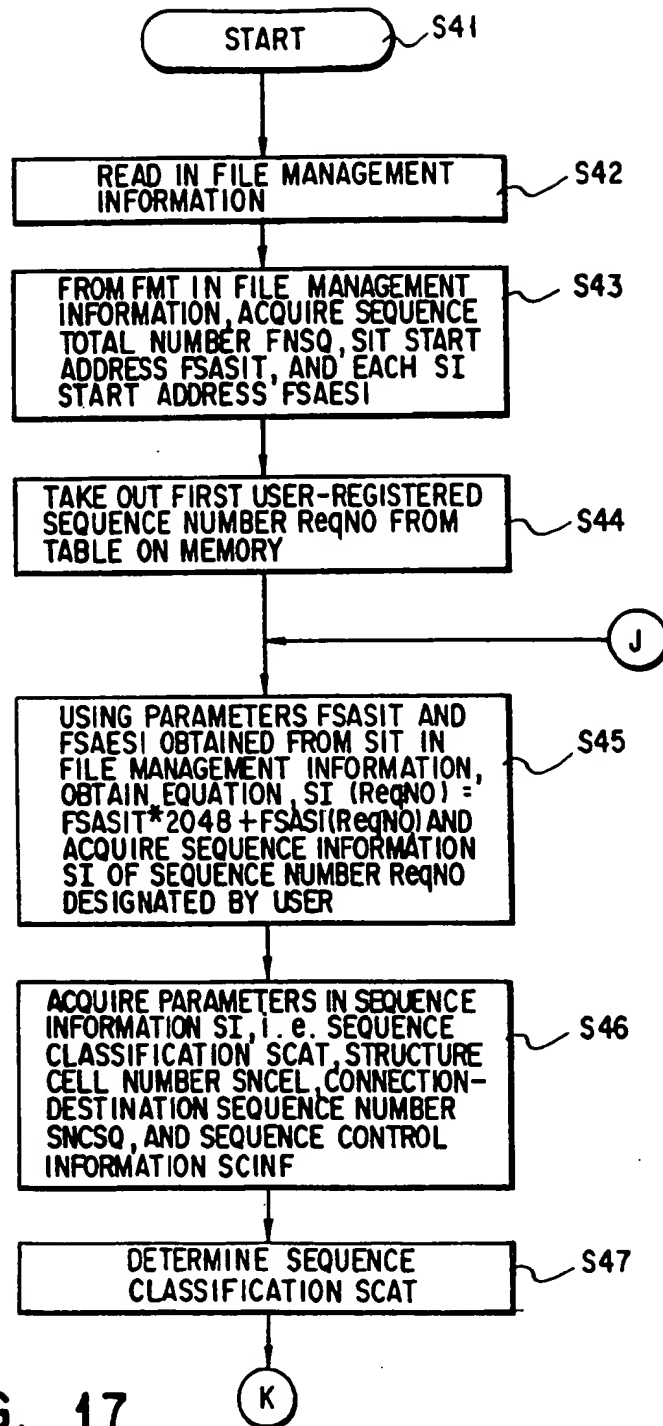 START
S41
READ IN FILE MANAGEMENT
INFORMATION
S42
FROM FMT IN FILE MANAGEMENT
INFORMATION, ACQUIRE SEQUENCE
TOTAL NUMBER FNSQ, SIT START
ADDRESS FSASIT, AND EACH SI
START ADDRESS FSAESI
S43
TAKE OUT FIRST USER-REGISTERED
SEQUENCE NUMBER ReqNO FROM
TABLE ON MEMORY
S44
J
USING PARAMETERS FSASIT AND
FSAESI OBTAINED FROM SIT IN
FILE MANAGEMENT INFORMATION,
OBTAIN EQUATION, SI (ReqNO) =
FSASIT*2048+FSASI(ReqNO) AND
ACQUIRE SEQUENCE INFORMATION
SI OF SEQUENCE NUMBER ReqNO
DESIGNATED BY USER
S45
ACQUIRE PARAMETERS IN SEQUENCE
INFORMATION SI, i.e. SEQUENCE
CLASSIFICATION SCAT, STRUCTURE
CELL NUMBER SNCEL, CONNECTION-
DESTINATION SEQUENCE NUMBER
SNCSQ, AND SEQUENCE CONTROL
INFORMATION SCINF
S46
DETERMINE SEQUENCE
CLASSIFICATION SCAT
S47
K
G. 17